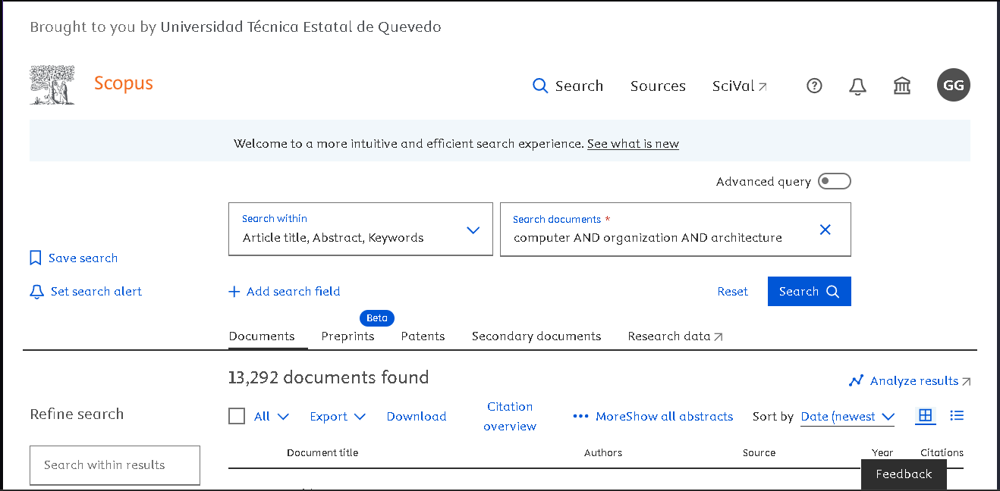 Brought to you by Universidad Técnica Estatal de Quevedo
Scopus
Search
Sources
SciVal
GG
Welcome to a more intuitive and efficient search experience. See what is new
Advanced query
Search within
Article title, Abstract, Keywords
Search documents *
computer AND organization AND architecture
Save search
Set search alert
Add search field
Reset
Search
Beta
Documents
Preprints
Patents
Secondary documents
Research data
13,292 documents found
Analyze results
Refine search
All
Export
Download
Citation
overview
MoreShow all abstracts
Sort by
Date (newest
Search within results
Document title
Authors
Source
Year
Citations
Feedback